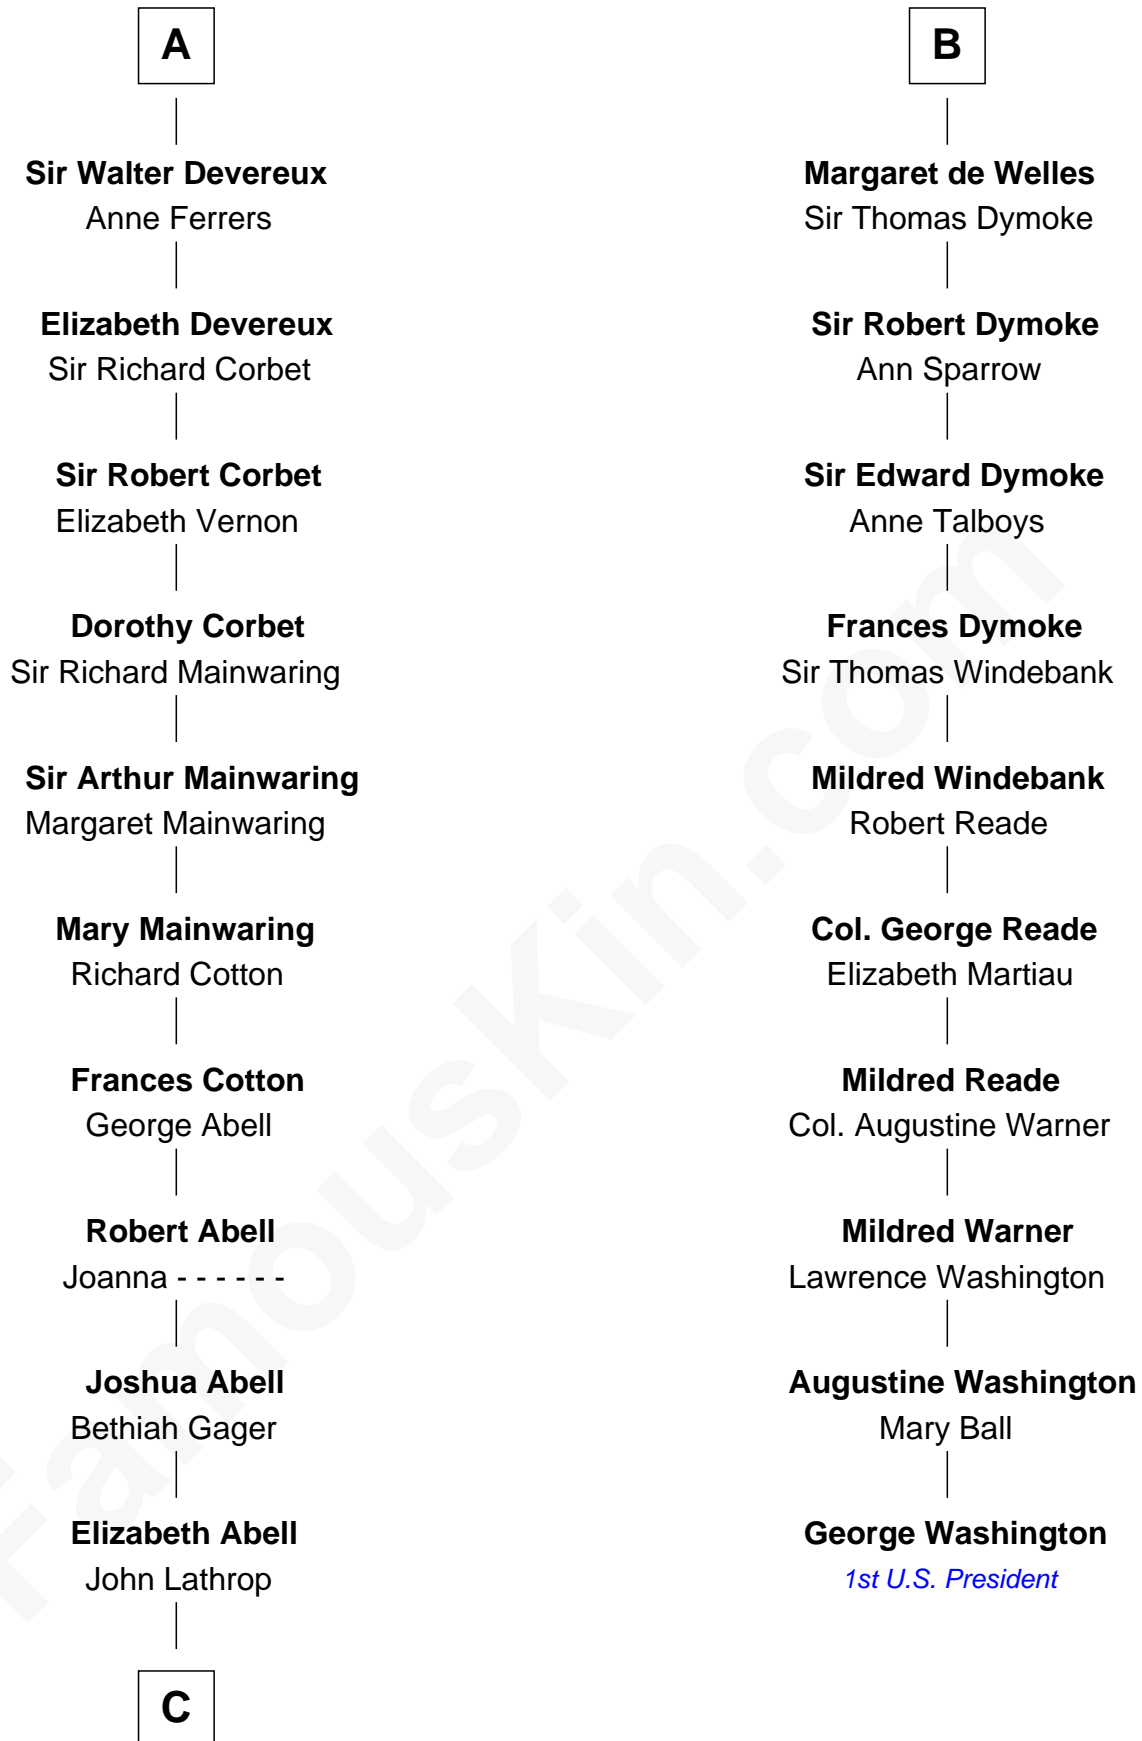 A
Sir Walter Devereux
Anne Ferrers
Elizabeth Devereux
Sir Richard Corbet
Sir Robert Corbet
Elizabeth Vernon
Dorothy Corbet
Sir Richard Mainwaring
Sir Arthur Mainwaring
Margaret Mainwaring
Mary Mainwaring
Richard Cotton
Frances Cotton
George Abell
Robert Abell
Joanna - - - - - -
Joshua Abell
Bethiah Gager
Elizabeth Abell
John Lathrop
C
B
Margaret de Welles
Sir Thomas Dymoke
Sir Robert Dymoke
Ann Sparrow
Sir Edward Dymoke
Anne Talboys
Frances Dymoke
Sir Thomas Windebank
Mildred Windebank
Robert Reade
Col. George Reade
Elizabeth Martiau
Mildred Reade
Col. Augustine Warner
Mildred Warner
Lawrence Washington
Augustine Washington
Mary Ball
George Washington
1st U.S. President
FamousKin.com